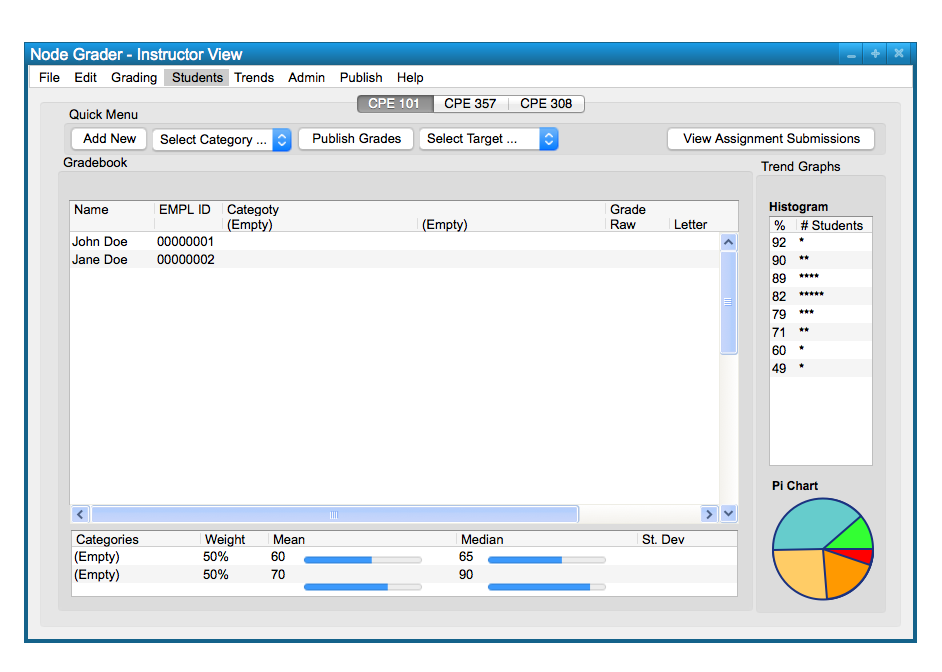 Node Grader - Instructor View
File Edit Grading Students Trends Admin Publish Help
CPE 101 CPE 357 CPE 308
Quick Menu
Add New Select Category ... Publish Grades Select Target ... View Assignment Submissions
Gradebook
Trend Graphs
Name EMPL ID Categoty Grade
(Empty) (Empty) Raw Letter
John Doe 00000001
Jane Doe 00000002
Histogram
% # Students
92 *
90 **
89 ****
82 *****
79 ***
71 **
60 *
49 *
Pi Chart
Categories Weight Mean Median St. Dev
(Empty) 50% 60 65
(Empty) 50% 70 90